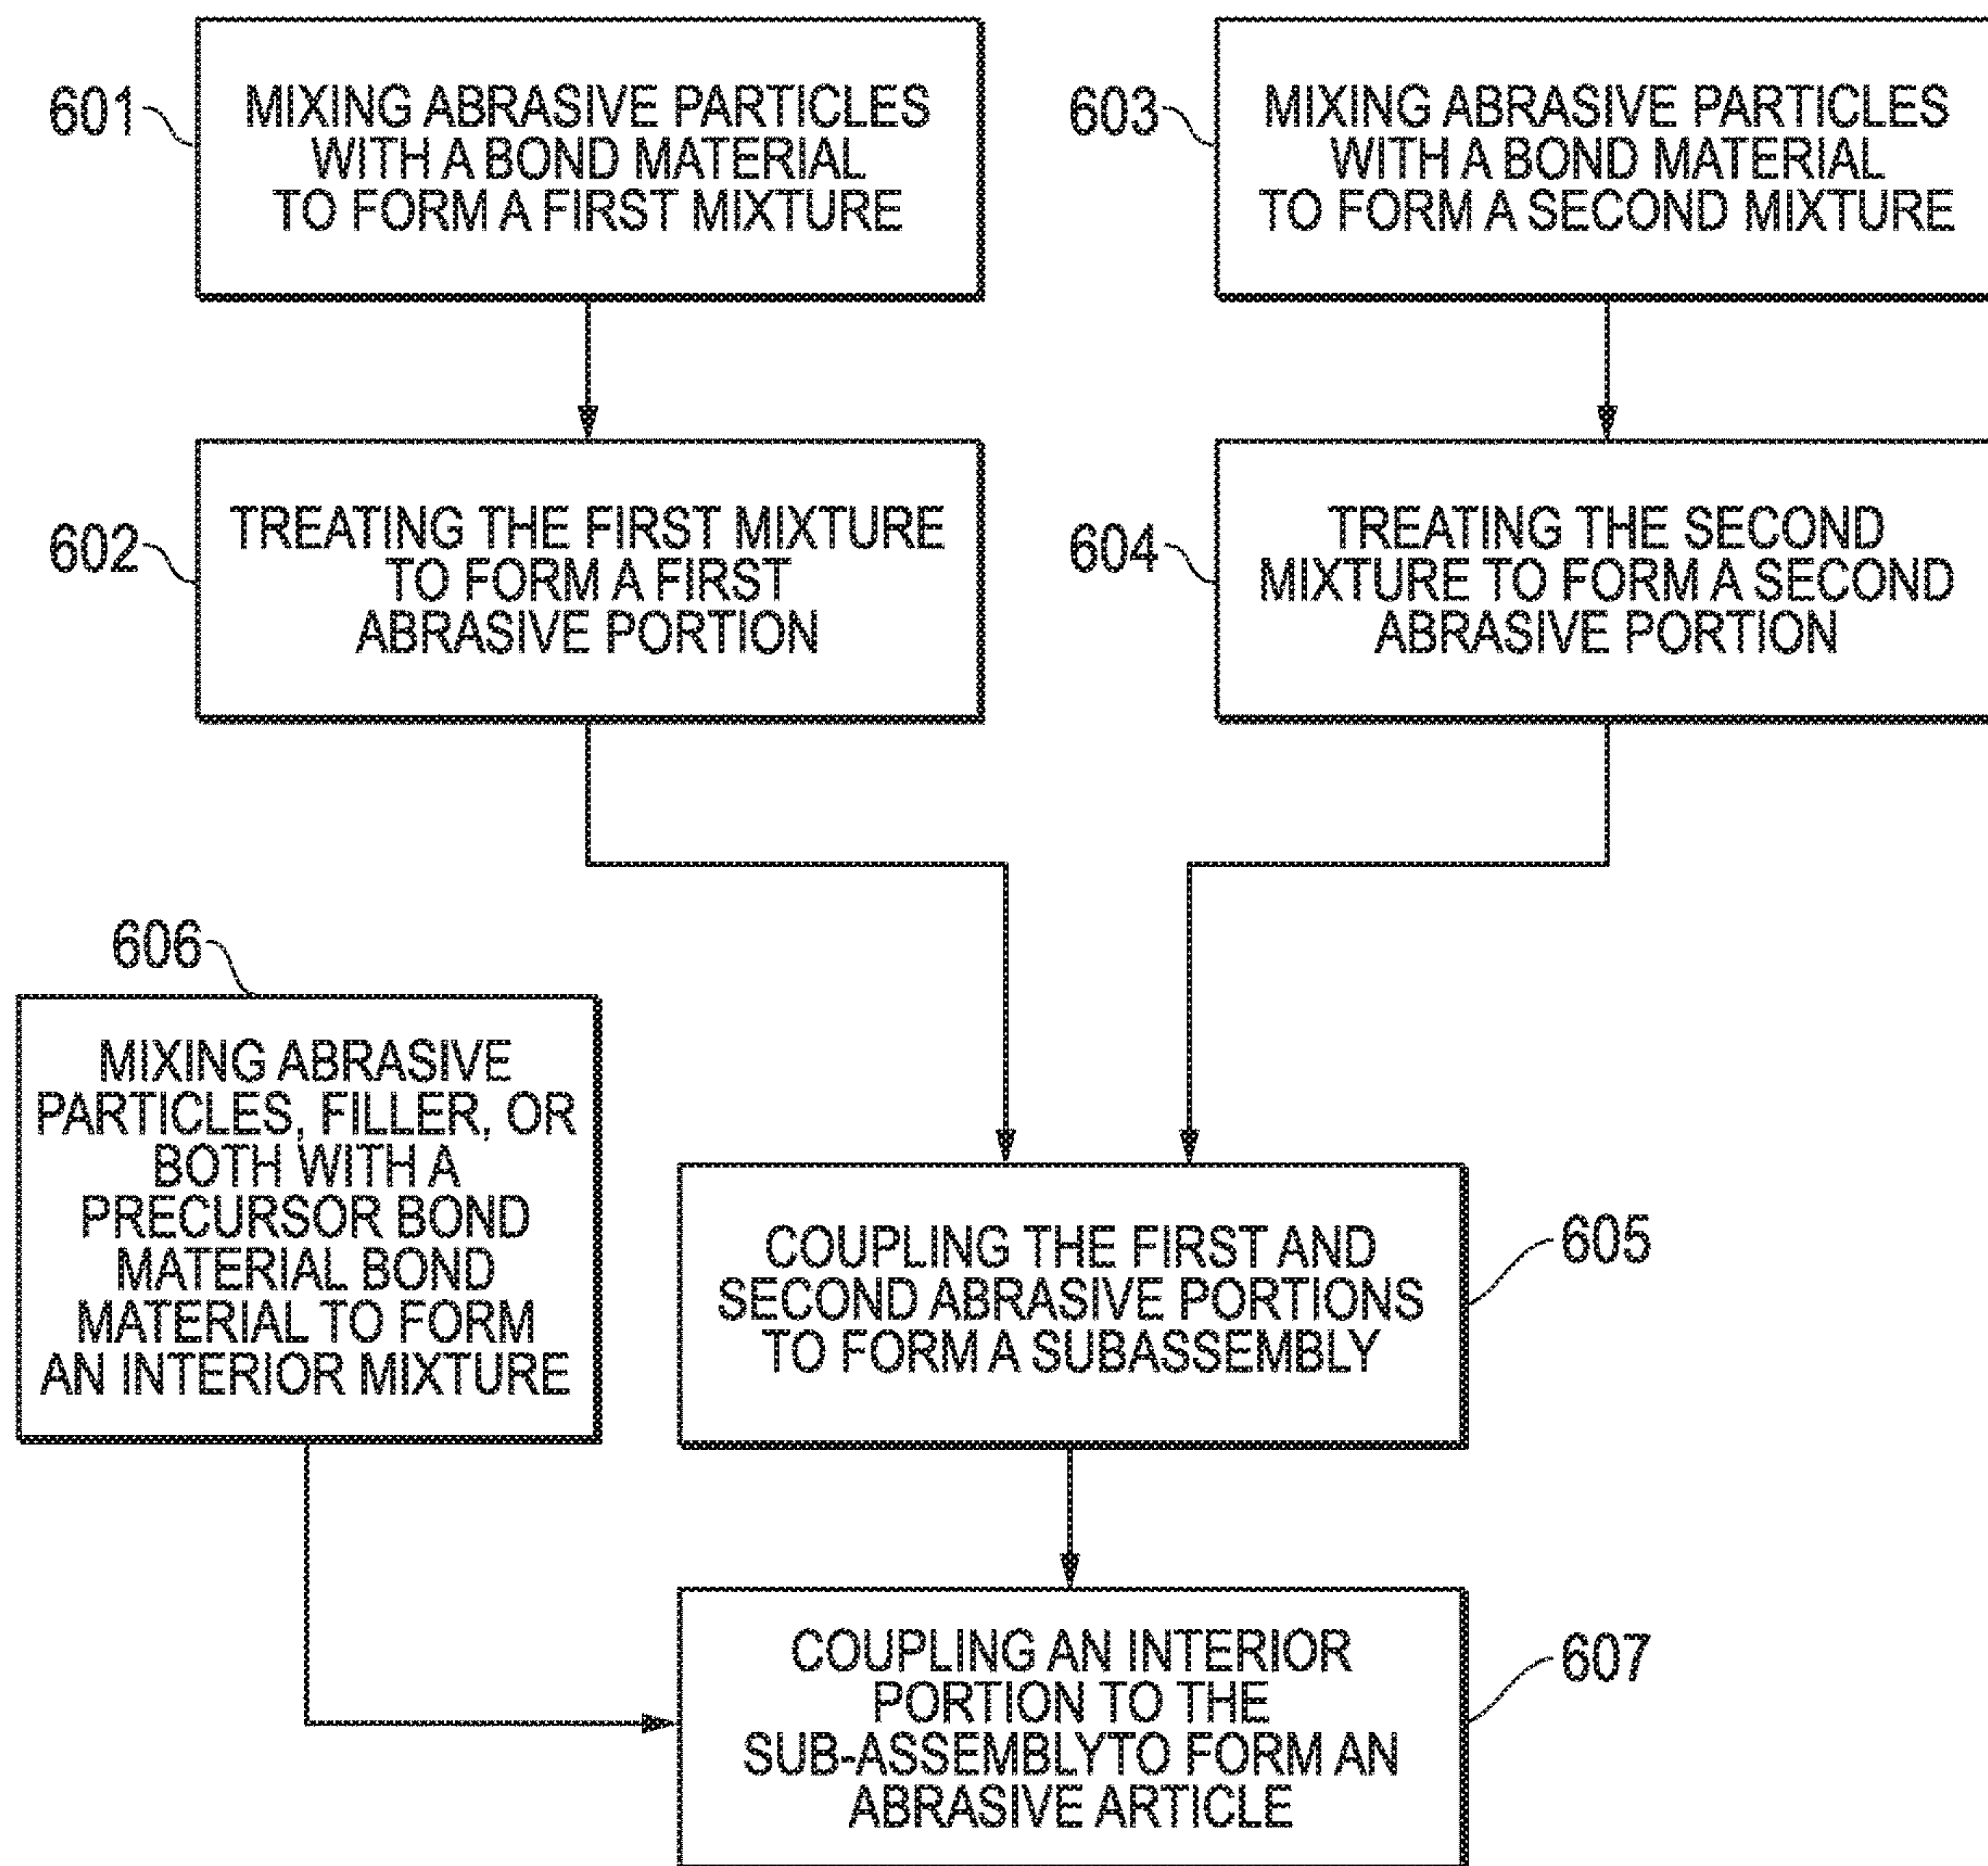 601
MIXING ABRASIVE PARTICLES
WITH A BOND MATERIAL
TO FORM A FIRST MIXTURE
603
MIXING ABRASIVE PARTICLES
WITH A BOND MATERIAL
TO FORM A SECOND MIXTURE
602
TREATING THE FIRST MIXTURE
TO FORM A FIRST
ABRASIVE PORTION
604
TREATING THE SECOND
MIXTURE TO FORM A SECOND
ABRASIVE PORTION
606
MIXING ABRASIVE
PARTICLES, FILLER, OR
BOTH WITH A
PRECURSOR BOND
MATERIAL BOND
MATERIAL TO FORM
AN INTERIOR MIXTURE
COUPLING THE FIRST AND
SECOND ABRASIVE PORTIONS
TO FORM A SUBASSEMBLY
605
COUPLING AN INTERIOR
PORTION TO THE
SUB-ASSEMBLYTO FORM AN
ABRASIVE ARTICLE
607